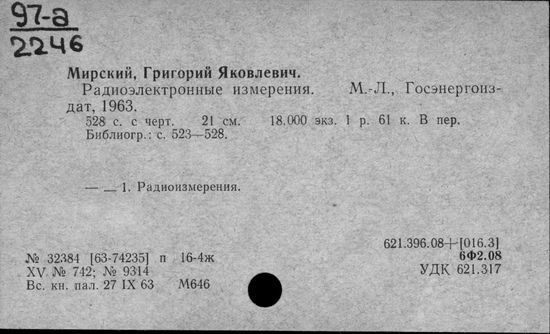 97-а
2246
Мирский, Григорий Яковлевич.
Радиоэлектронные измерения. М.-Л., Госэнергоиз-
дат, 1963.
528 с. с черт. 21 см. 18.000 экз. 1 р. 61 к. В пер.
Библиогр.: с. 523—528.
— — 1. Радиоизмерения.
621.396.08+[016.3]
6Ф2.08
УДК 621.317
№ 32384 [63-74235] п 16-4ж
XV № 742; № 9314
Вс. кн. пал. 27 IX 63 М646